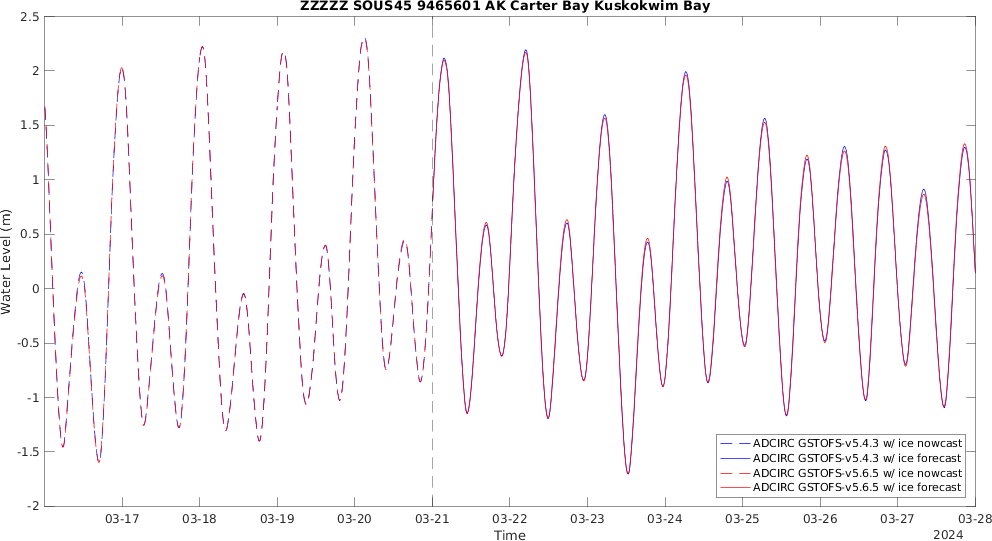 ZZZZZ SOUS45 9465601 AK Carter Bay Kuskokwim Bay
2.5
2
1.5
1
0.5
0
-0.5
-1
-1.5
-2
Water Level (m)
ADCIRC GSTOFS-v5.4.3 w/ ice nowcast
ADCIRC GSTOFS-v5.4.3 w/ ice forecast
ADCIRC GSTOFS-v5.6.5 w/ ice nowcast
ADCIRC GSTOFS-v5.6.5 w/ ice forecast
03-17 03-18 03-19 03-20 03-21 03-22 03-23 03-24 03-25 03-26 03-27 03-28
Time
2024